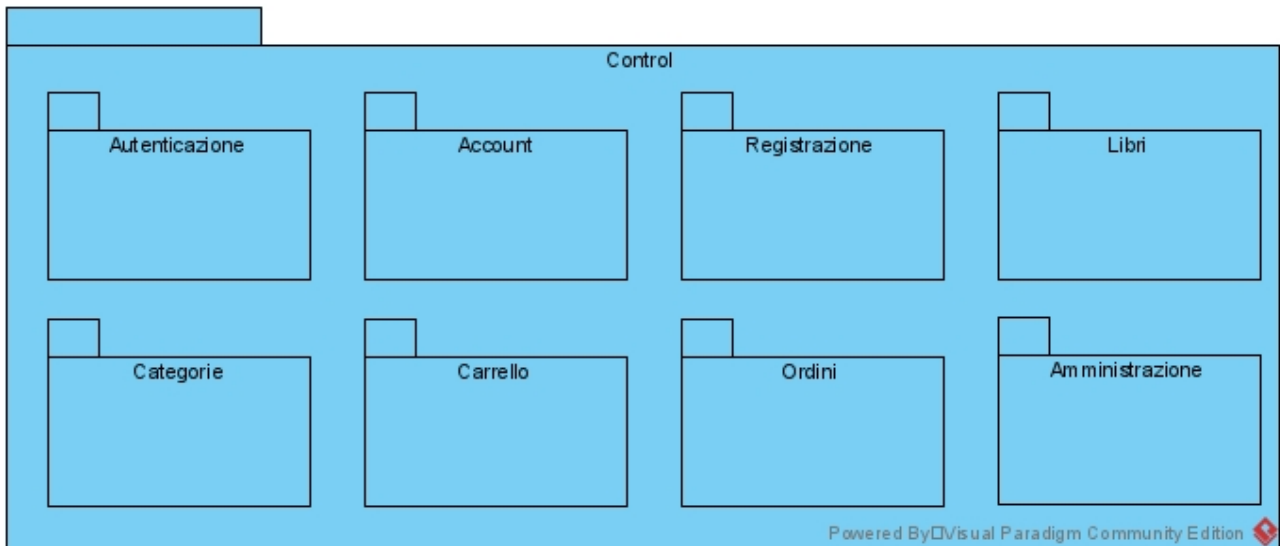 Control
Autenticazione
Account
Registrazione
Libri
Categorie
Carrello
Ordini
Amministrazione
Powered By□Visual Paradigm Community Edition